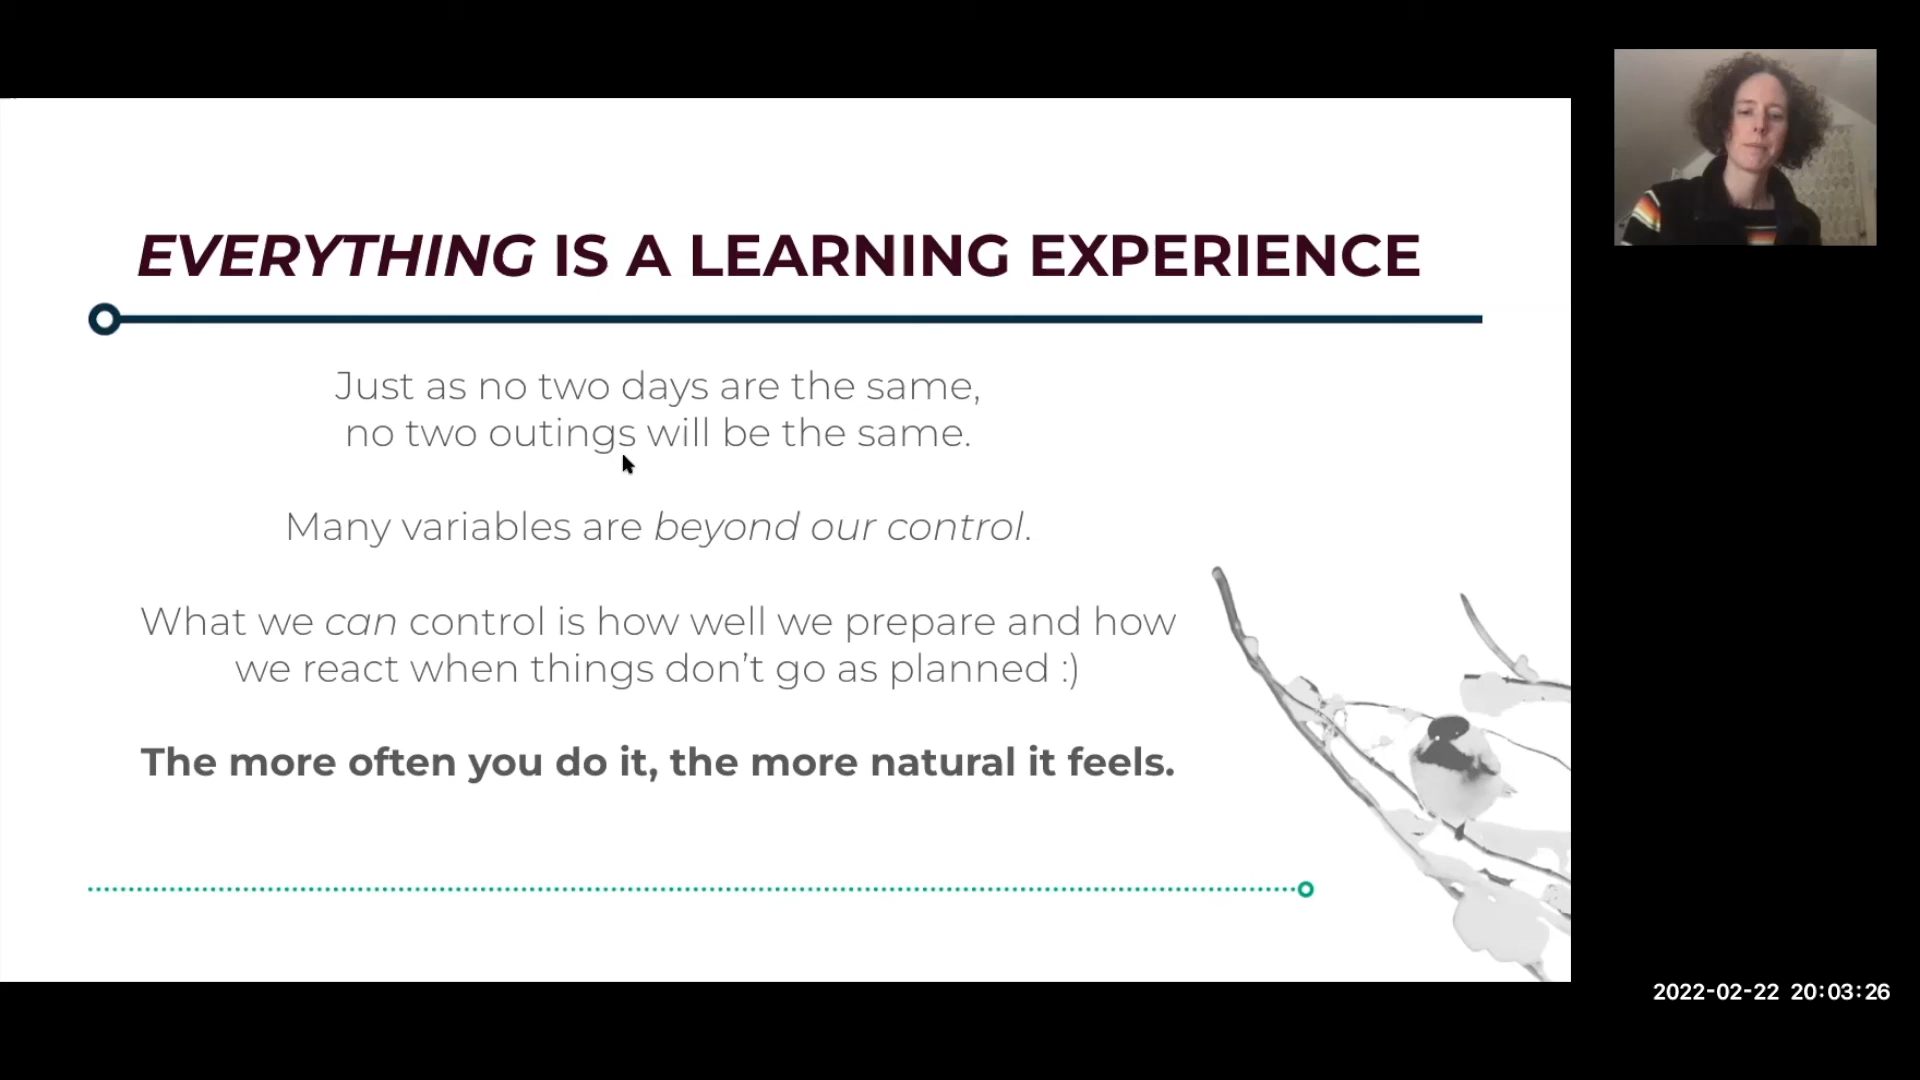 EVERYTHING IS A LEARNING EXPERIENCE
Just as no two days are the same,
no two outings will be the same.
Many variables are beyond our control.
What we can control is how well we prepare and how
we react when things don’t go as planned :)
The more often you do it, the more natural it feels.
2022-02-22 20:03:26